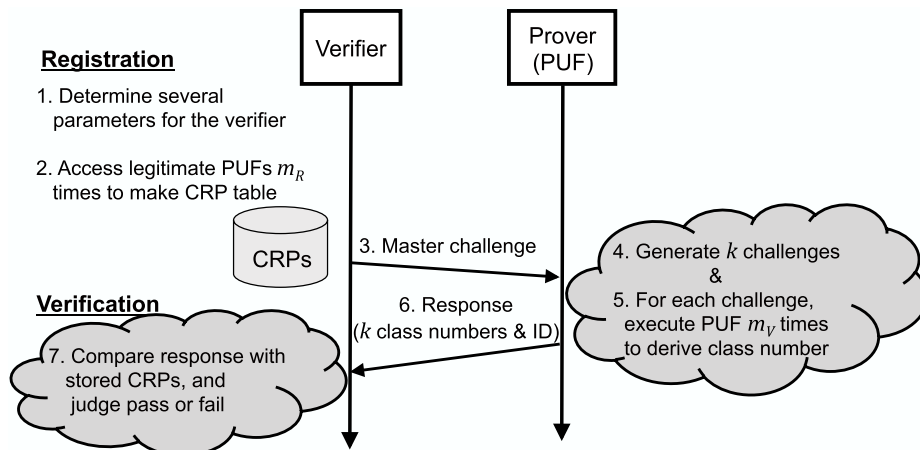 Verifier
Prover
(PUF)
Registration
1. Determine several
parameters for the verifier
2. Access legitimate PUFs m_R
times to make CRP table
CRPs
3. Master challenge
4. Generate k challenges
&
5. For each challenge,
execute PUF m_V times
to derive class number
6. Response
(k class numbers & ID)
Verification
7. Compare response with
stored CRPs, and
judge pass or fail